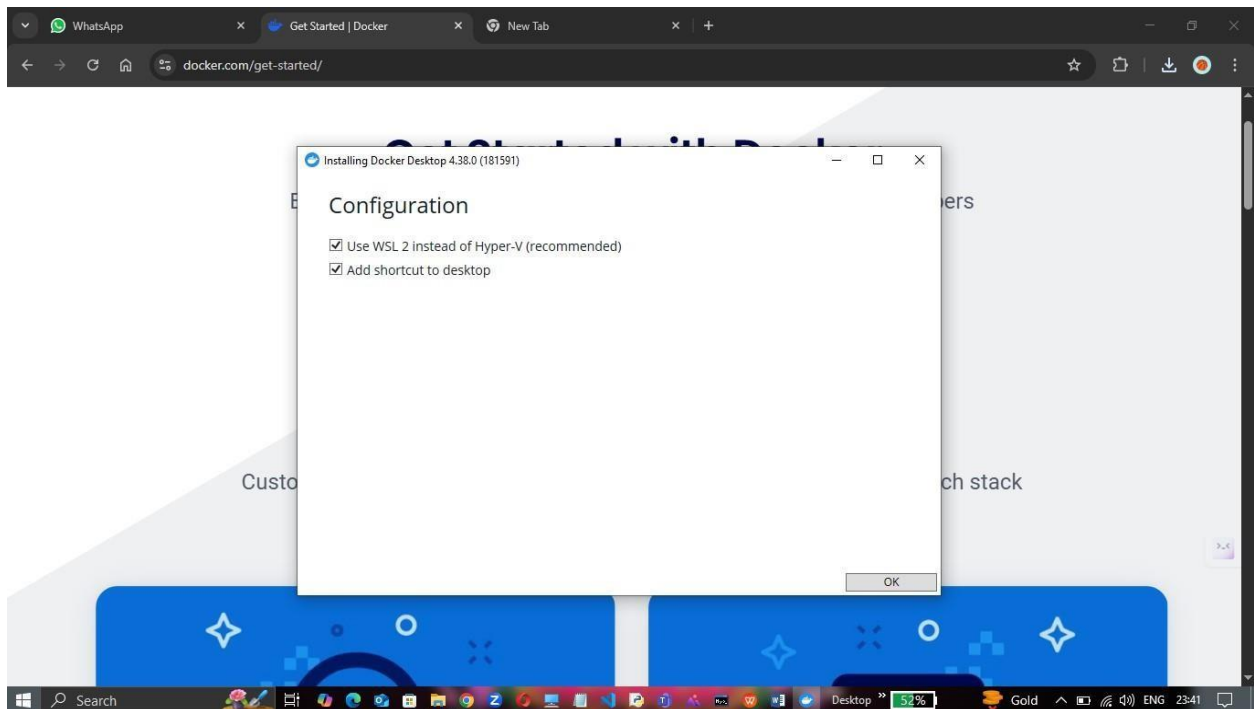 WhatsApp
Get Started | Docker
New Tab
docker.com/get-started/
Installing Docker Desktop 4.38.0 (181591)
Configuration
Use WSL 2 instead of Hyper-V (recommended)
Add shortcut to desktop
ers
Custo
ch stack
OK
Search
Desktop
52%
Gold
ENG
23:41